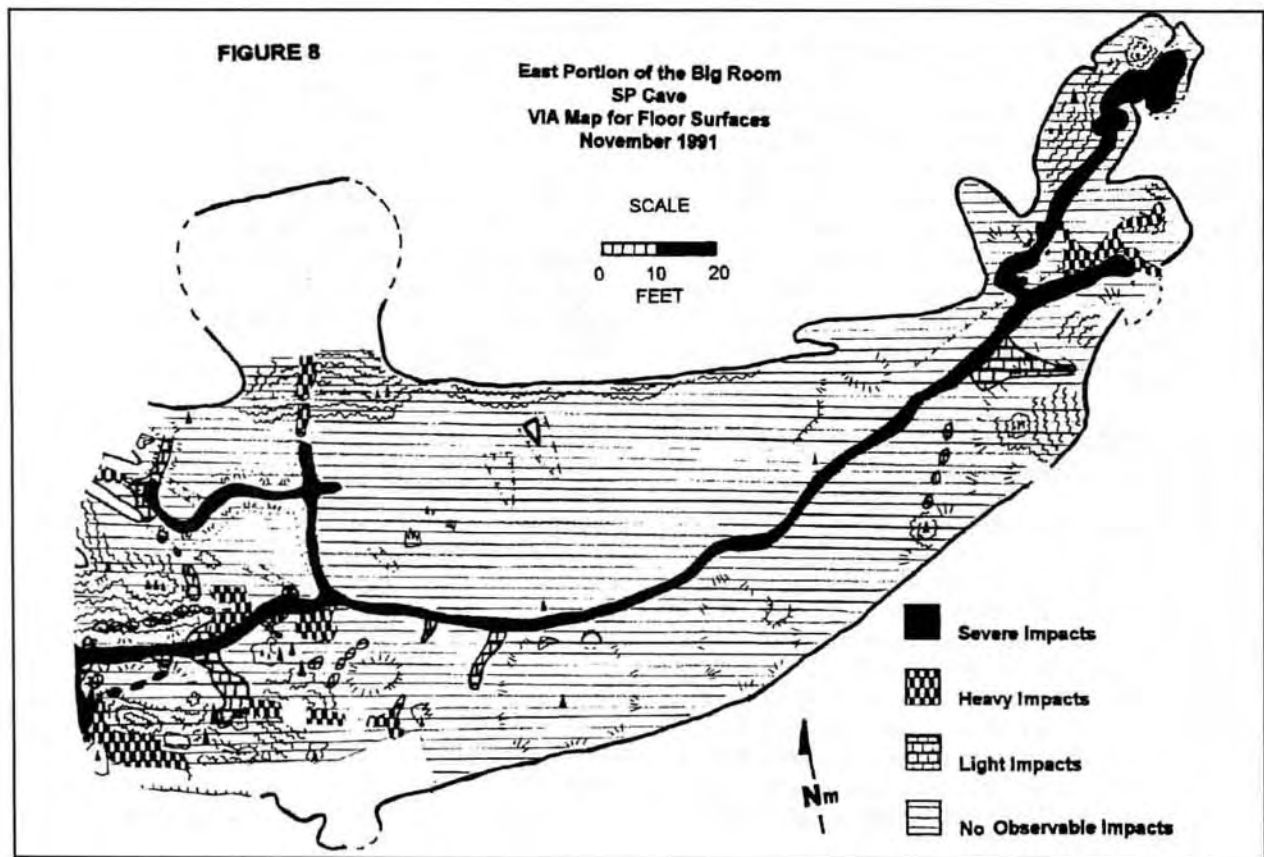 FIGURE 8
East Portion of the Big Room
SP Cave
VIA Map for Floor Surfaces
November 1991
SCALE
0 10 20
FEET
Severe Impacts
Heavy Impacts
Light Impacts
No Observable Impacts
Nm